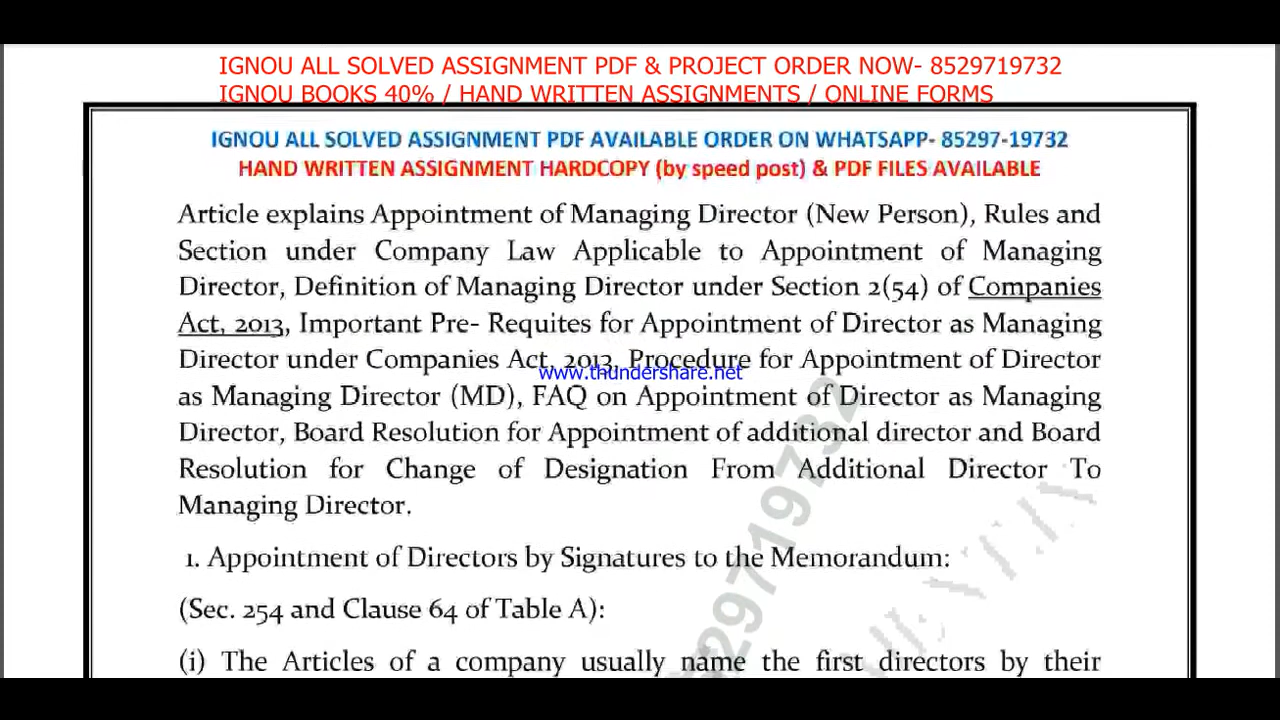 IGNOU ALL SOLVED ASSIGNMENT PDF & PROJECT ORDER NOW- 8529719732
IGNOU BOOKS 40% / HAND WRITTEN ASSIGNMENTS / ONLINE FORMS
IGNOU ALL SOLVED ASSIGNMENT PDF AVAILABLE ORDER ON WHATSAPP- 85297-19732
HAND WRITTEN ASSIGNMENT HARDCOPY (by speed post) & PDF FILES AVAILABLE
Article explains Appointment of Managing Director (New Person), Rules and
Section under Company Law Applicable to Appointment of Managing
Director, Definition of Managing Director under Section 2(54) of Companies
Act, 2013, Important Pre- Requites for Appointment of Director as Managing
Director under Companies Act, 2013, Procedure for Appointment of Director
www.thundershare.net
as Managing Director (MD), FAQ on Appointment of Director as Managing
Director, Board Resolution for Appointment of additional director and Board
Resolution for Change of Designation From Additional Director To
Managing Director.
1. Appointment of Directors by Signatures to the Memorandum:
(Sec. 254 and Clause 64 of Table A):
(i) The Articles of a company usually name the first directors by their